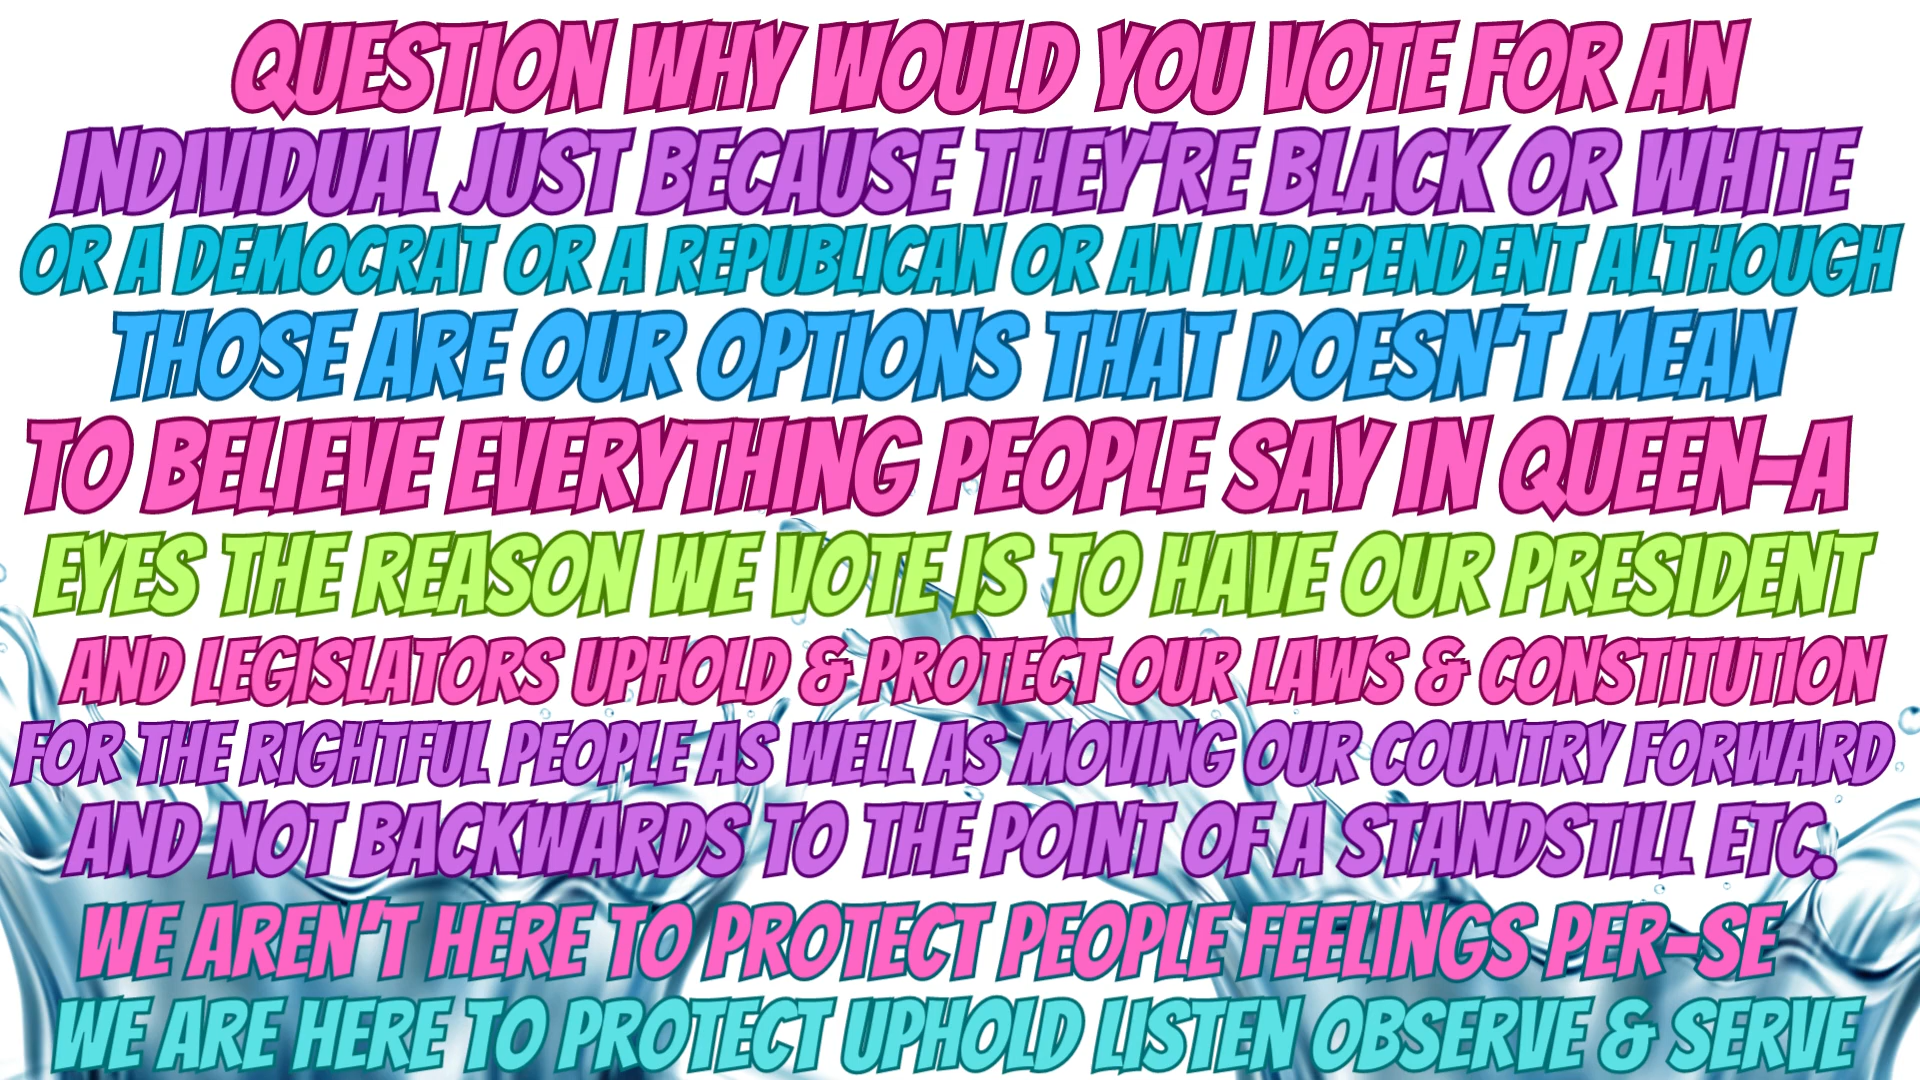 QUESTION WHY WOULD YOU VOTE FOR AN
INDIVIDUAL JUST BECAUSE THEY'RE BLACK OR WHITE
OR A DEMOCRAT OR A REPUBLICAN OR AN INDEPENDENT ALTHOUGH
THOSE ARE OUR OPTIONS THAT DOESN'T MEAN
TO BELIEVE EVERYTHING PEOPLE SAY IN QUEEN-A
EYES THE REASON WE VOTE IS TO HAVE OUR PRESIDENT
AND LEGISLATORS UPHOLD & PROTECT OUR LAWS & CONSTITUTION
FOR THE RIGHTFUL PEOPLE AS WELL AS MOVING OUR COUNTRY FORWARD
AND NOT BACKWARDS TO THE POINT OF A STANDSTILL ETC.
WE AREN'T HERE TO PROTECT PEOPLE FEELINGS PER-SE
WE ARE HERE TO PROTECT UPHOLD LISTEN OBSERVE & SERVE